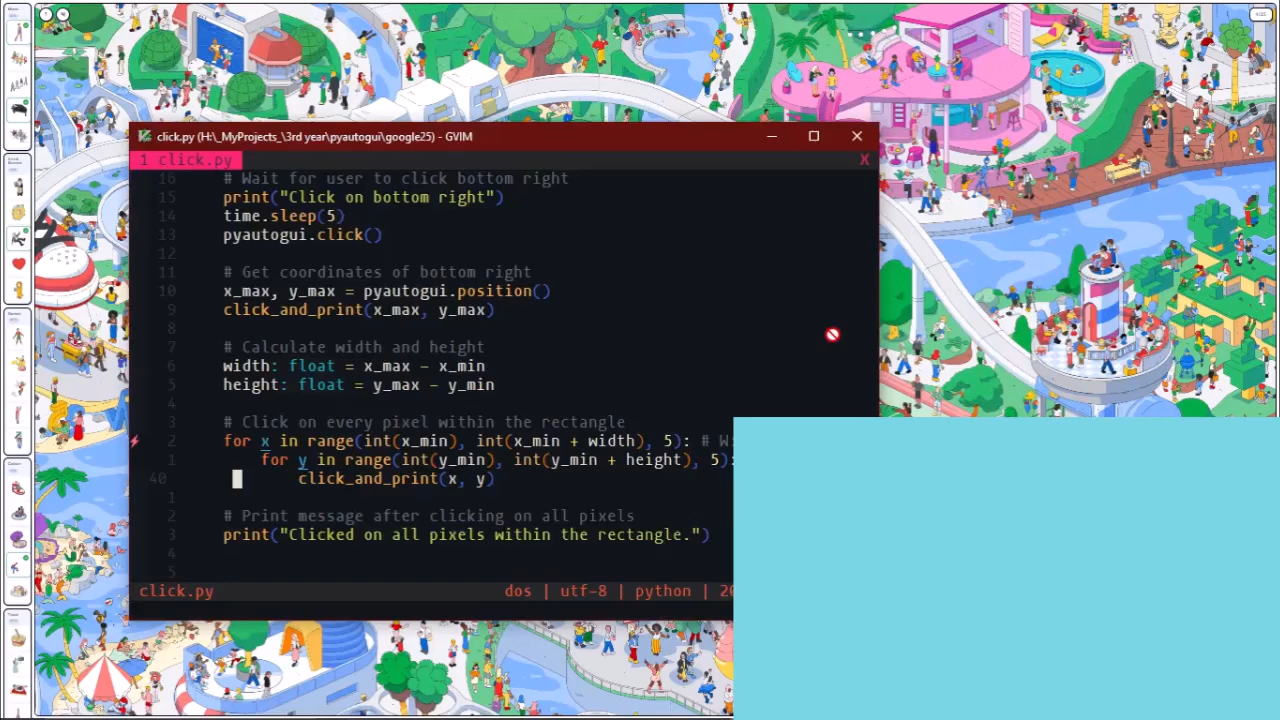 click.py (H:\_MyProjects_\3rd year\pyautogui\google25) - GVIM
1 click.py X
16 # Wait for user to click bottom right
15 print("Click on bottom right")
14 time.sleep(5)
13 pyautogui.click()
12
11 # Get coordinates of bottom right
10 x_max, y_max = pyautogui.position()
9 click_and_print(x_max, y_max)
8
7 # Calculate width and height
6 width: float = x_max - x_min
5 height: float = y_max - y_min
4
3 # Click on every pixel within the rectangle
2 for x in range(int(x_min), int(x_min + width), 5): # W
1 for y in range(int(y_min), int(y_min + height), 5):
40 click_and_print(x, y)
1
2 # Print message after clicking on all pixels
3 print("Clicked on all pixels within the rectangle.")
4
5
click.py dos | utf-8 | python | 20